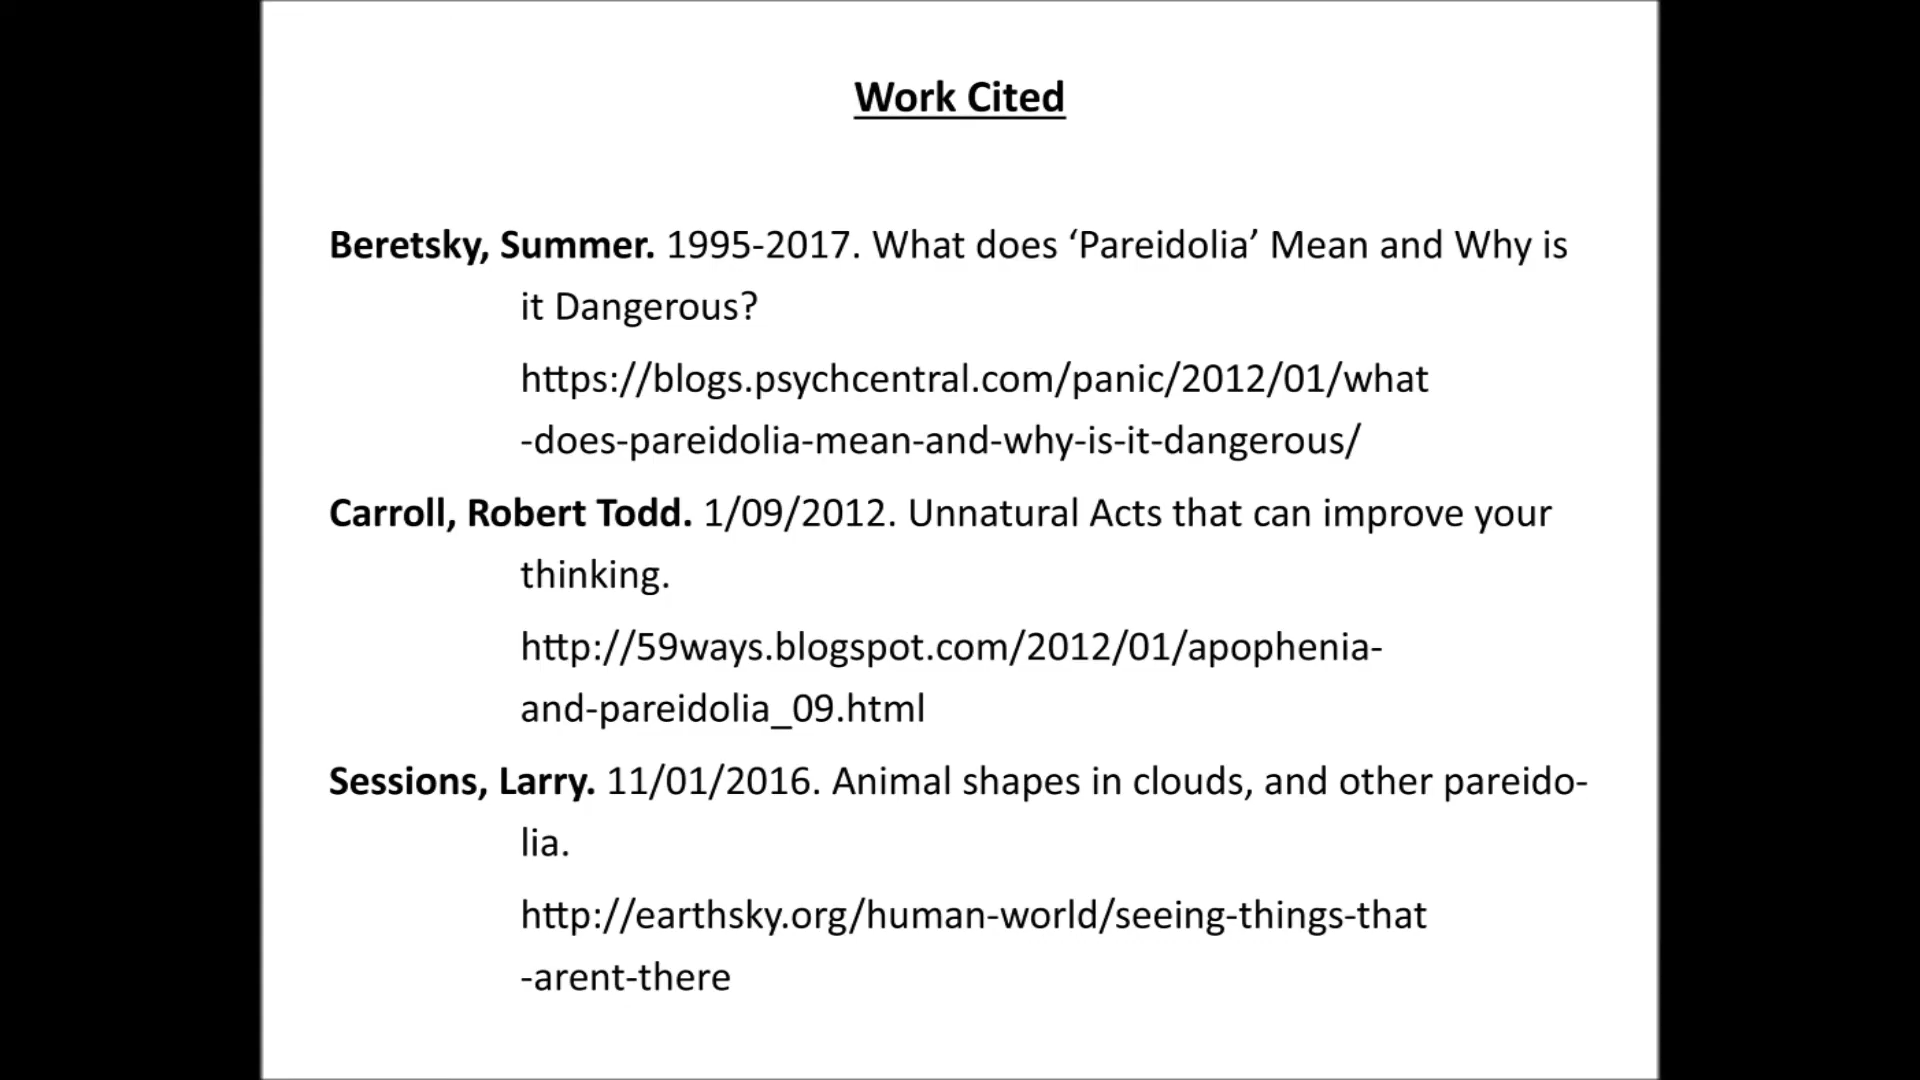 Work Cited
Beretsky, Summer. 1995-2017. What does ‘Pareidolia’ Mean and Why is
it Dangerous?
https://blogs.psychcentral.com/panic/2012/01/what
-does-pareidolia-mean-and-why-is-it-dangerous/
Carroll, Robert Todd. 1/09/2012. Unnatural Acts that can improve your
thinking.
http://59ways.blogspot.com/2012/01/apophenia-
and-pareidolia_09.html
Sessions, Larry. 11/01/2016. Animal shapes in clouds, and other pareido-
lia.
http://earthsky.org/human-world/seeing-things-that
-arent-there